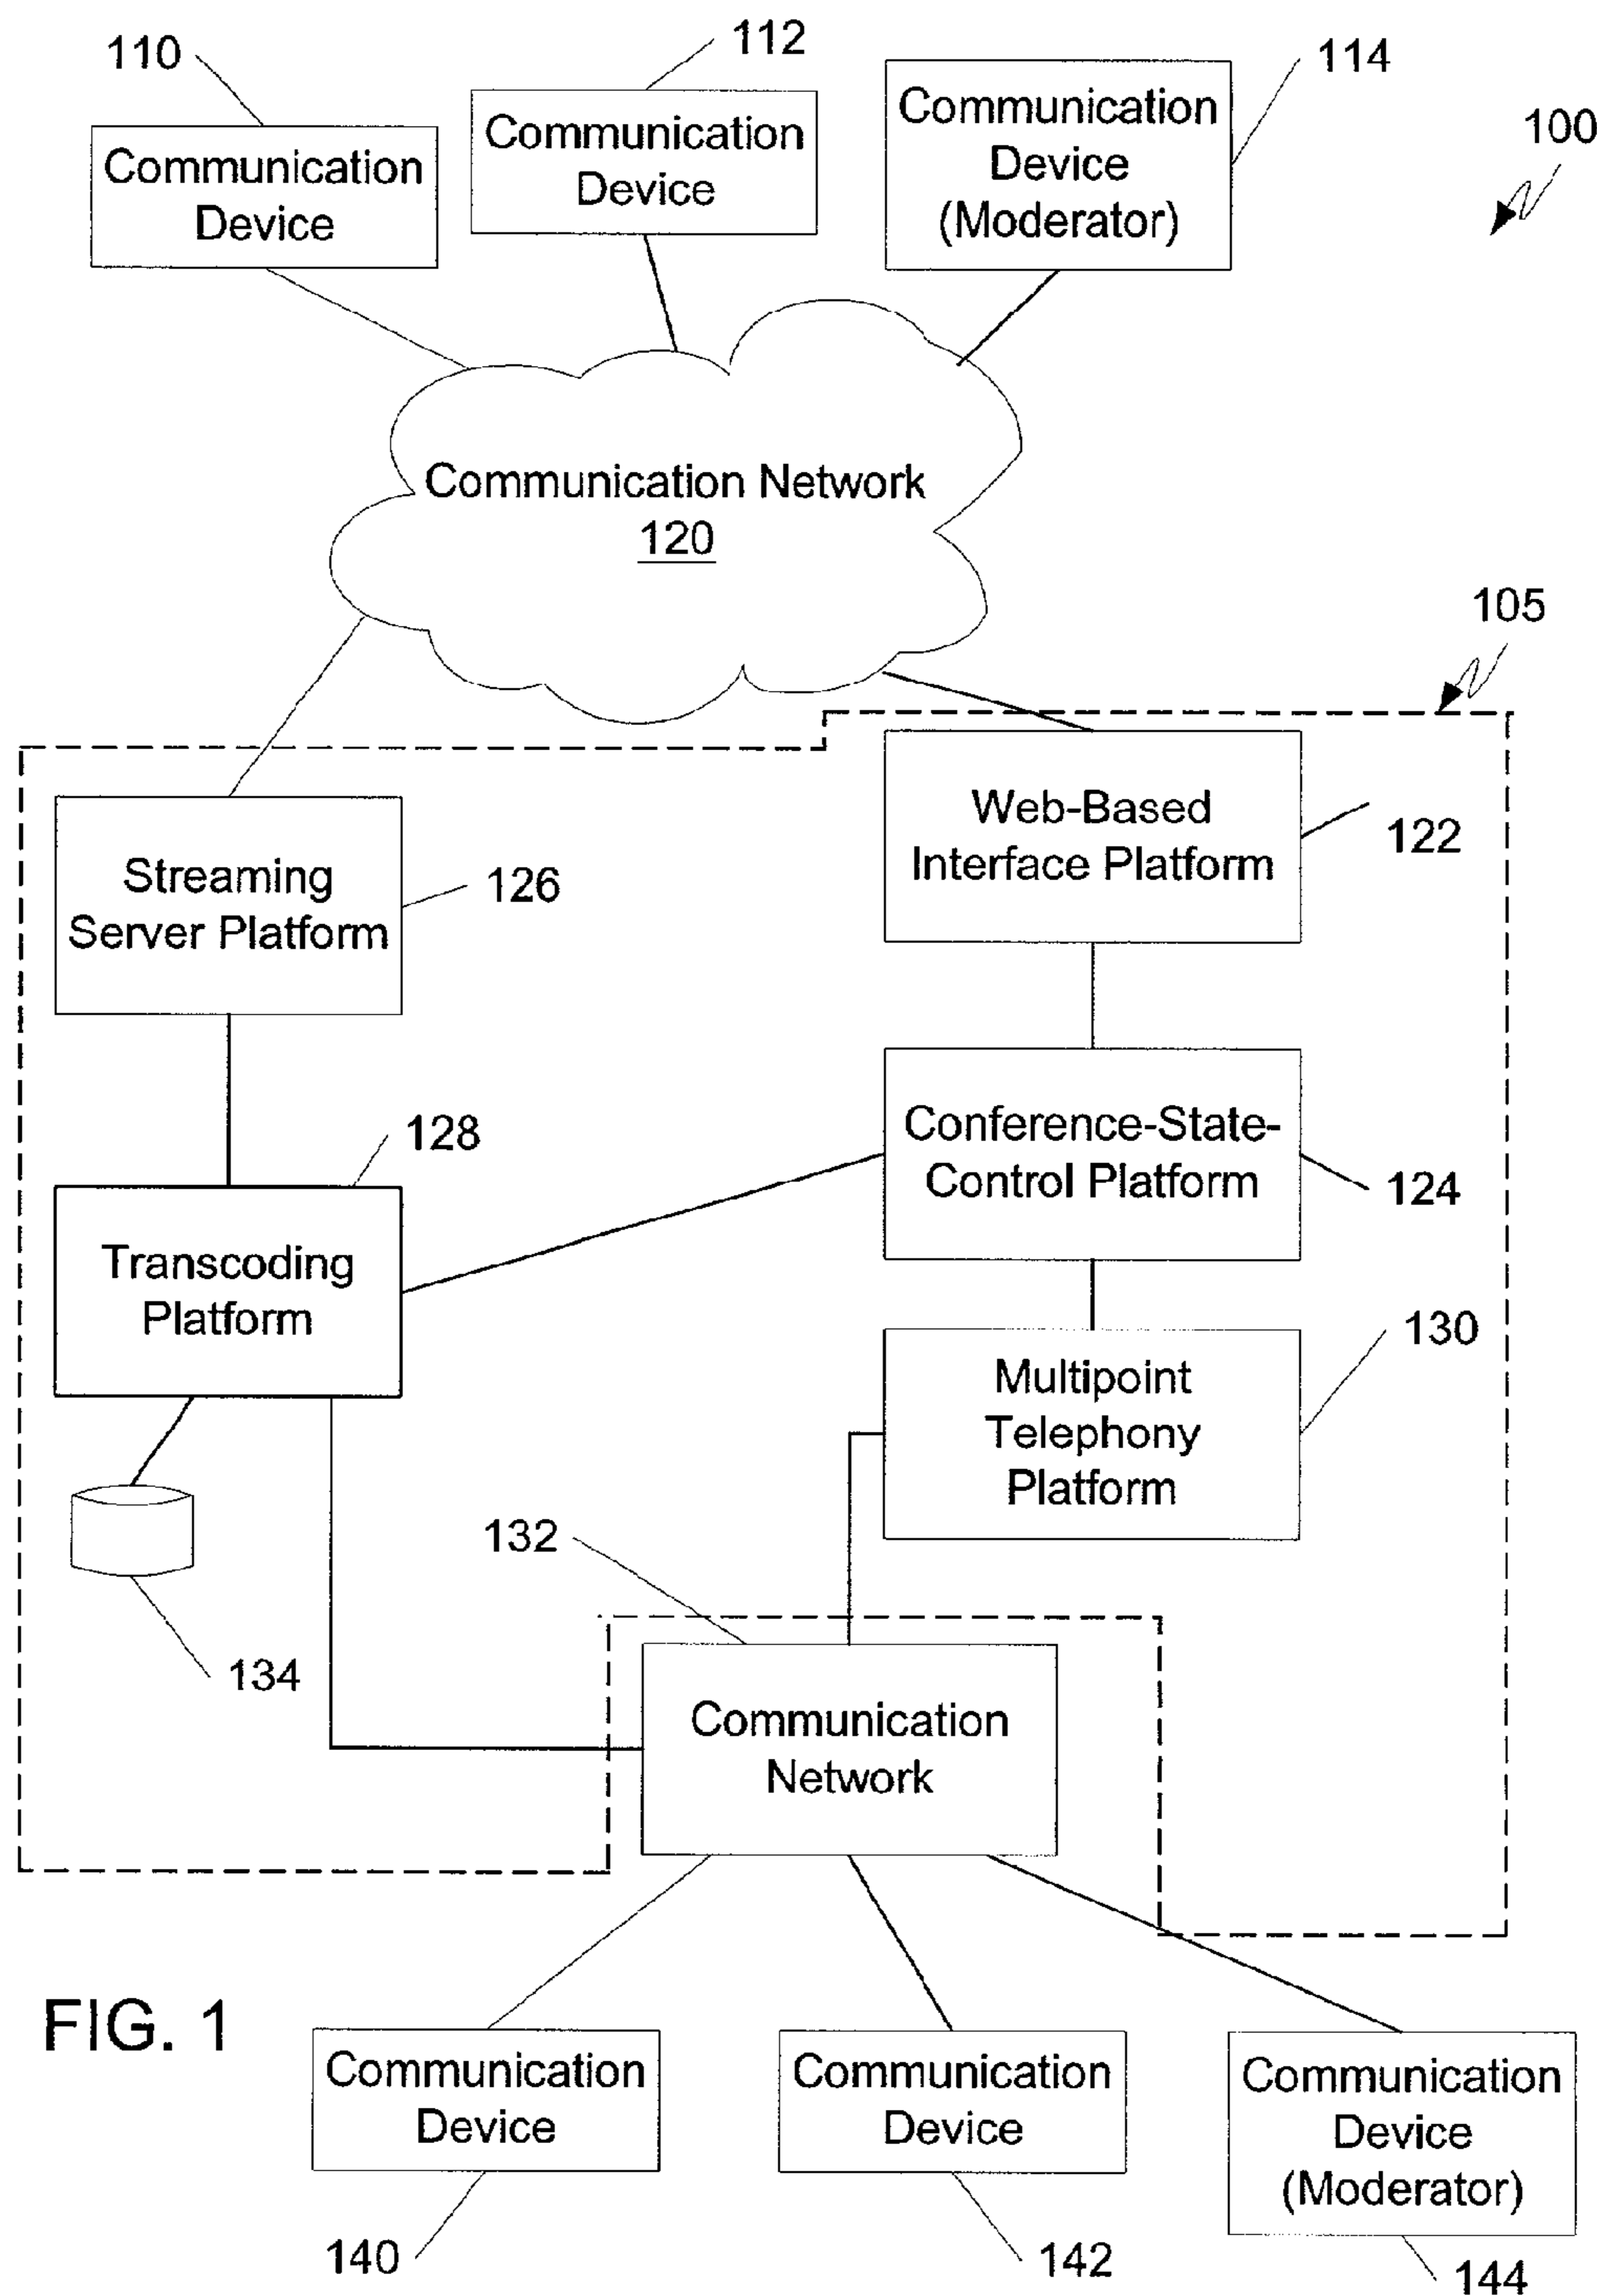 110
112
114
100
Communication
Device
Communication
Device
Communication
Device
(Moderator)
Communication Network
120
105
Streaming
Server Platform
126
Web-Based
Interface Platform
122
128
Transcoding
Platform
Conference-State-
Control Platform
124
130
Multipoint
Telephony
Platform
132
134
Communication
Network
FIG. 1
Communication
Device
Communication
Device
Communication
Device
(Moderator)
140
142
144